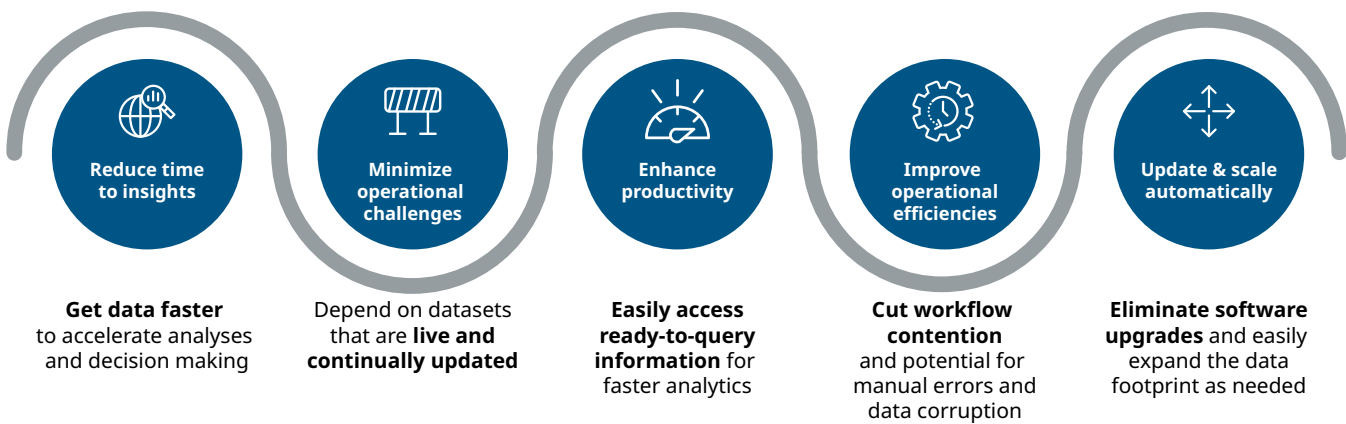 Reduce time
to insights
Minimize
operational
challenges
Enhance
productivity
Improve
operational
efficiencies
Update & scale
automatically
Get data faster
to accelerate analyses
and decision making
Depend on datasets
that are live and
continually updated
Easily access
ready-to-query
information for
faster analytics
Cut workflow
contention
and potential for
manual errors and
data corruption
Eliminate software
upgrades and easily
expand the data
footprint as needed